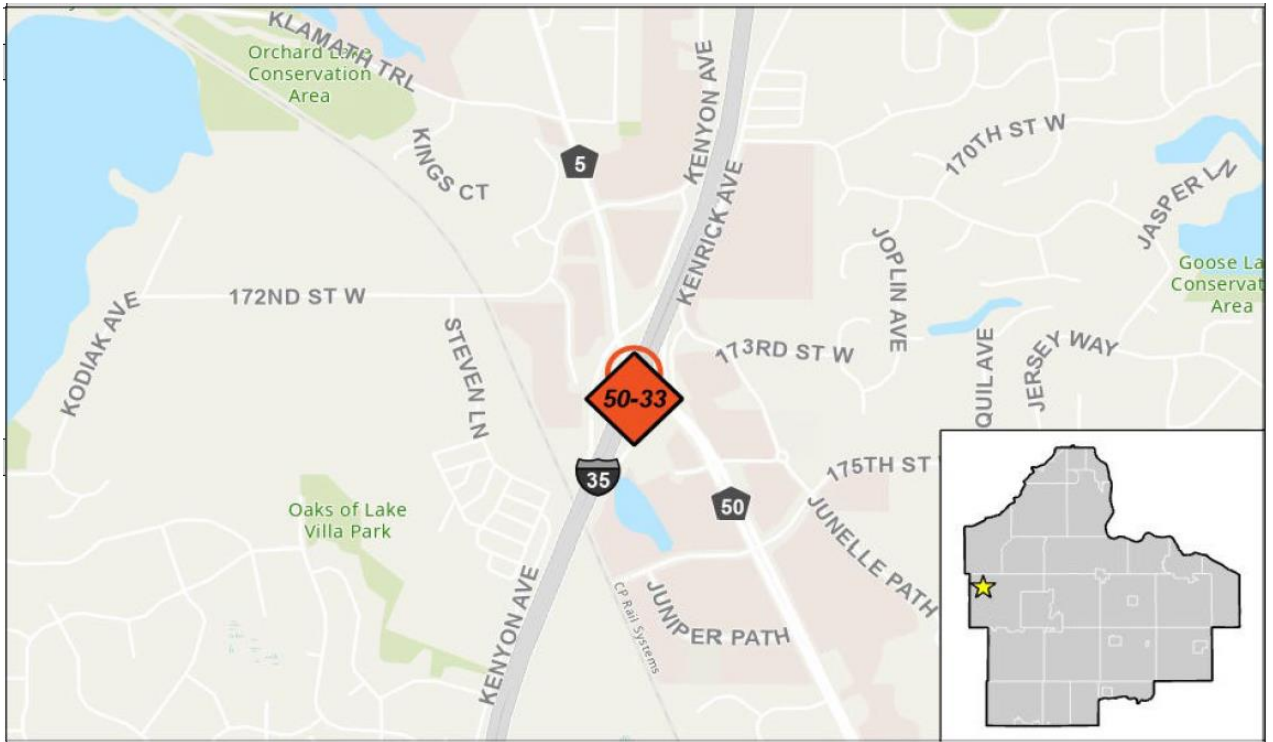 KLAMATH TRL
Orchard Lake
Conservation
Area
KINGS CT
5
KENYON AVE
KENRICK AVE
170TH ST W
JASPER LN
JOPLIN AVE
Goose La
Conservat
Area
172ND ST W
KODIAK AVE
STEVEN LN
173RD ST W
QUIL AVE
JERSEY WAY
50-33
35
175TH ST
50
Oaks of Lake
Villa Park
JUNELLE PATH
KENYON AVE
CP Rail Systems
JUNIPER PATH